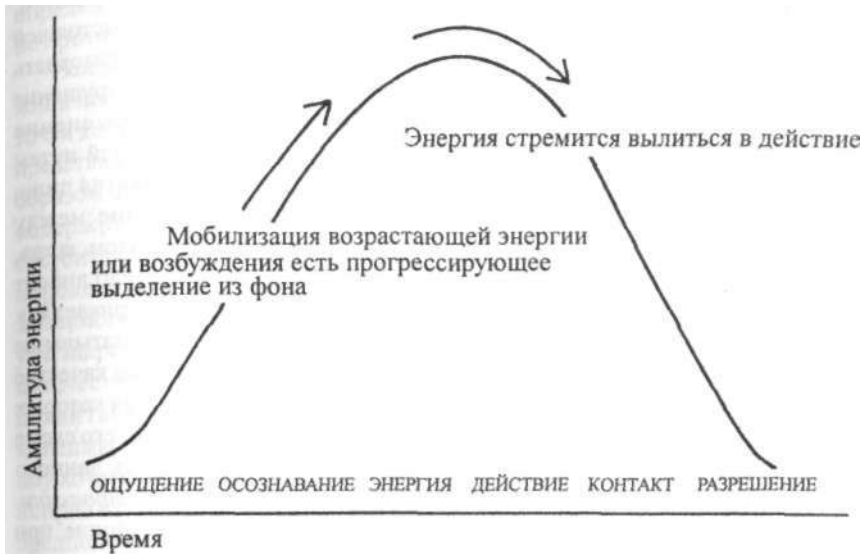 Энергия стремится вылиться в действие
Мобилизация возрастающей энергии
или возбуждения есть прогрессирующее
выделение из фона
Амплитуда энергии
ОЩУЩЕНИЕ ОСОЗНАВАНИЕ ЭНЕРГИЯ ДЕЙСТВИЕ КОНТАКТ РАЗРЕШЕНИЕ
Время